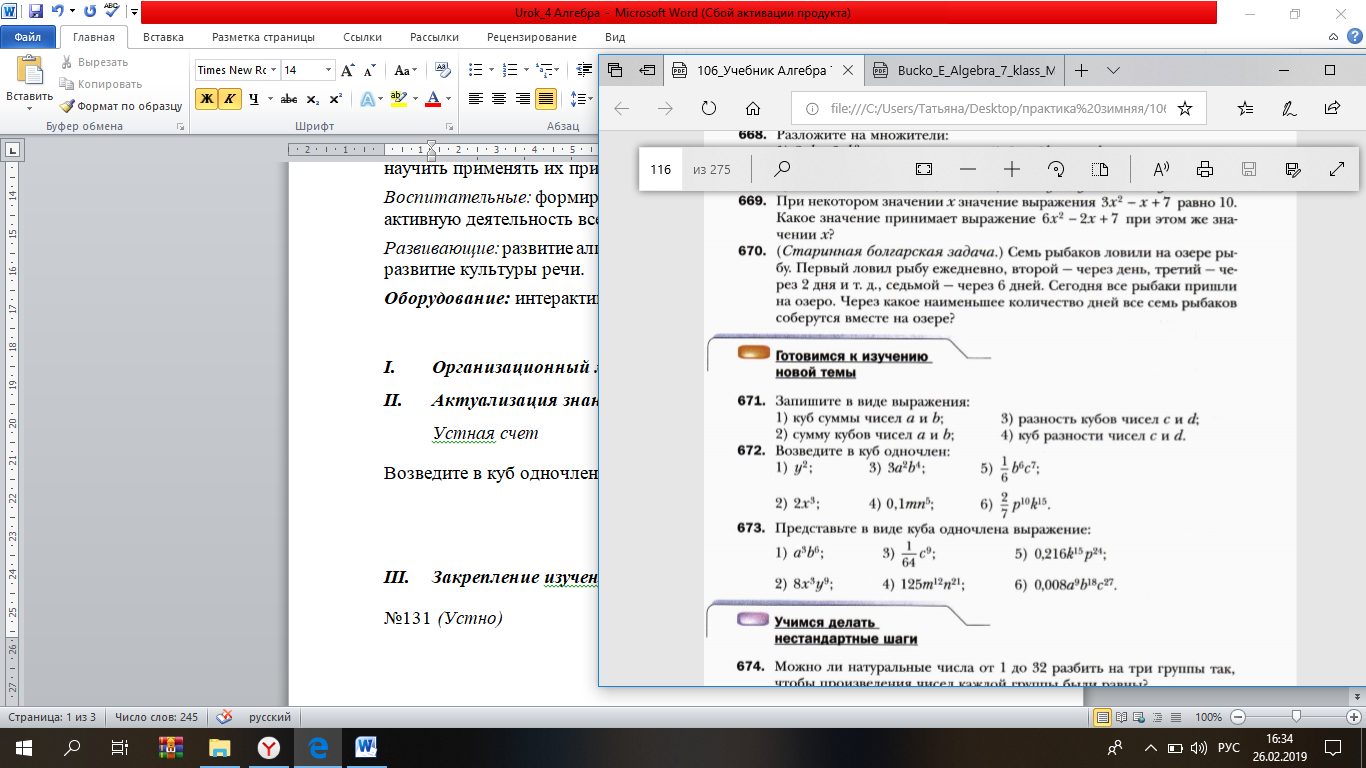 Urok_4 Алгебра - Microsoft Word (Сбой активации продукта)
Файл Главная Вставка Разметка страницы Ссылки Рассылки Рецензирование Вид
Вставить
Вырезать
Копировать
Формат по образцу
Буфер обмена
Times New Ro 14
Ж К Ч abc x₂ x²
Шрифт
Абзац
научить применять их при
Воспитательные: формир
активную деятельность все
Развивающие: развитие ал
развитие культуры речи.
Оборудование: интеракти
I. Организационный
II. Актуализация знан
Устная счет
Возведите в куб одночлен
III. Закрепление изучен
№131 (Устно)
106_Учебник Алгебра
Bucko_E_Algebra_7_klass_M
file:///C:/Users/Татьяна/Desktop/практика%20зимняя/106
668. Разложите на множители:
116 из 275
669. При некотором значении x значение выражения 3x² − x + 7 равно 10.
Какое значение принимает выражение 6x² − 2x + 7 при этом же зна-
чении x?
670. (Старинная болгарская задача.) Семь рыбаков ловили на озере ры-
бу. Первый ловил рыбу ежедневно, второй — через день, третий — че-
рез 2 дня и т. д., седьмой — через 6 дней. Сегодня все рыбаки пришли
на озеро. Через какое наименьшее количество дней все семь рыбаков
соберутся вместе на озере?
Готовимся к изучению
новой темы
671. Запишите в виде выражения:
1) куб суммы чисел a и b; 3) разность кубов чисел c и d;
2) сумму кубов чисел a и b; 4) куб разности чисел c и d.
672. Возведите в куб одночлен:
1) y²; 3) 3a²b⁴; 5) 1/6 b⁶c⁷;
2) 2x³; 4) 0,1mn⁵; 6) 2/7 p¹⁰k¹⁵.
673. Представьте в виде куба одночлена выражение:
1) a³b⁶; 3) 1/64 c⁹; 5) 0,216k¹⁵p²⁴;
2) 8x³y⁹; 4) 125m¹²n²¹; 6) 0,008a⁹b¹⁸c²⁷.
Учимся делать
нестандартные шаги
674. Можно ли натуральные числа от 1 до 32 разбить на три группы так,
чтобы произведения чисел каждой группы были равны?
Страница: 1 из 3 Число слов: 245 русский 100%
РУС 16:34
26.02.2019